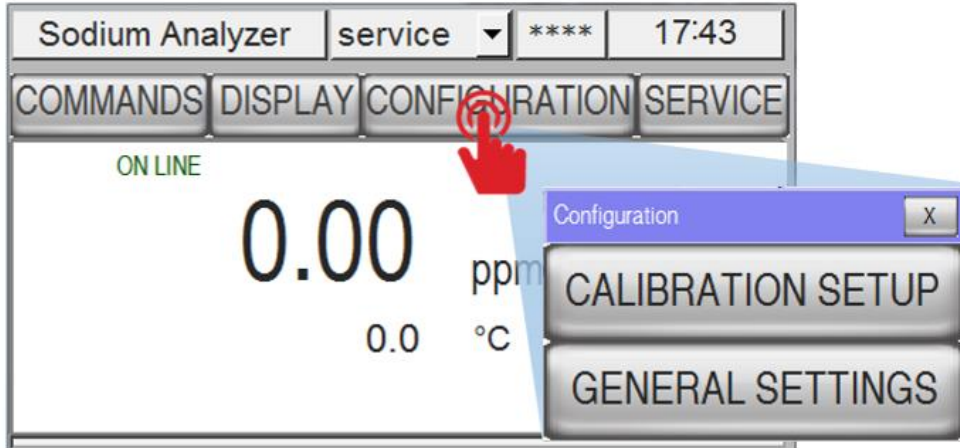 Sodium Analyzer service **** 17:43
COMMANDS DISPLAY CONFIGURATION SERVICE
ON LINE
0.00 ppm
0.0 °C
Configuration X
CALIBRATION SETUP
GENERAL SETTINGS